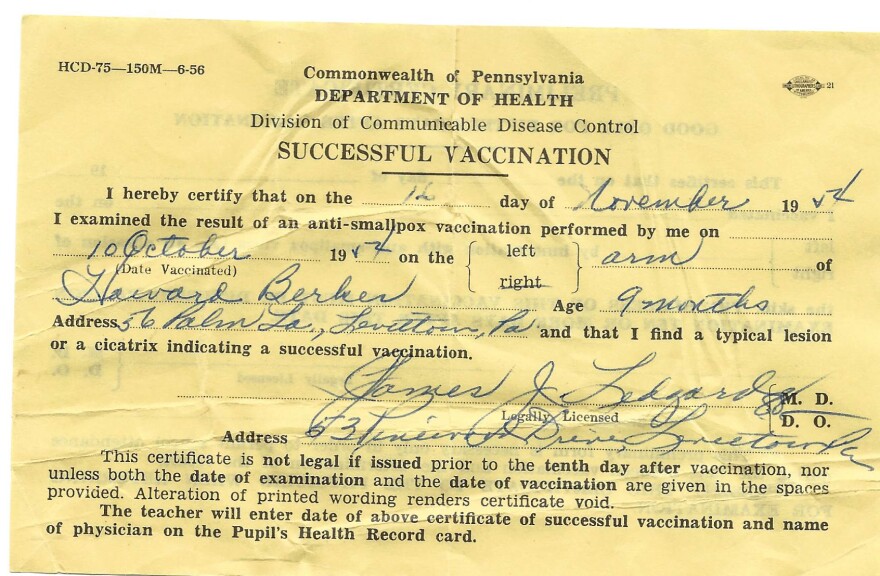 HCD-75—150M—6-56
Commonwealth of Pennsylvania
21
DEPARTMENT OF HEALTH
Division of Communicable Disease Control
SUCCESSFUL VACCINATION
I hereby certify that on the 12 day of November 1954
I examined the result of an anti-smallpox vaccination performed by me on
10 October 1954 on the left right arm of
(Date Vaccinated)
Howard Berker Age 9 months
Address 56 Palm La., Levittown, Pa and that I find a typical lesion
or a cicatrix indicating a successful vaccination.
James J. M. D.
Legally Licensed D. O.
Address 53 Drive, Levittown Pa
This certificate is not legal if issued prior to the tenth day after vaccination, nor
unless both the date of examination and the date of vaccination are given in the spaces
provided. Alteration of printed wording renders certificate void.
The teacher will enter date of above certificate of successful vaccination and name
of physician on the Pupil's Health Record card.